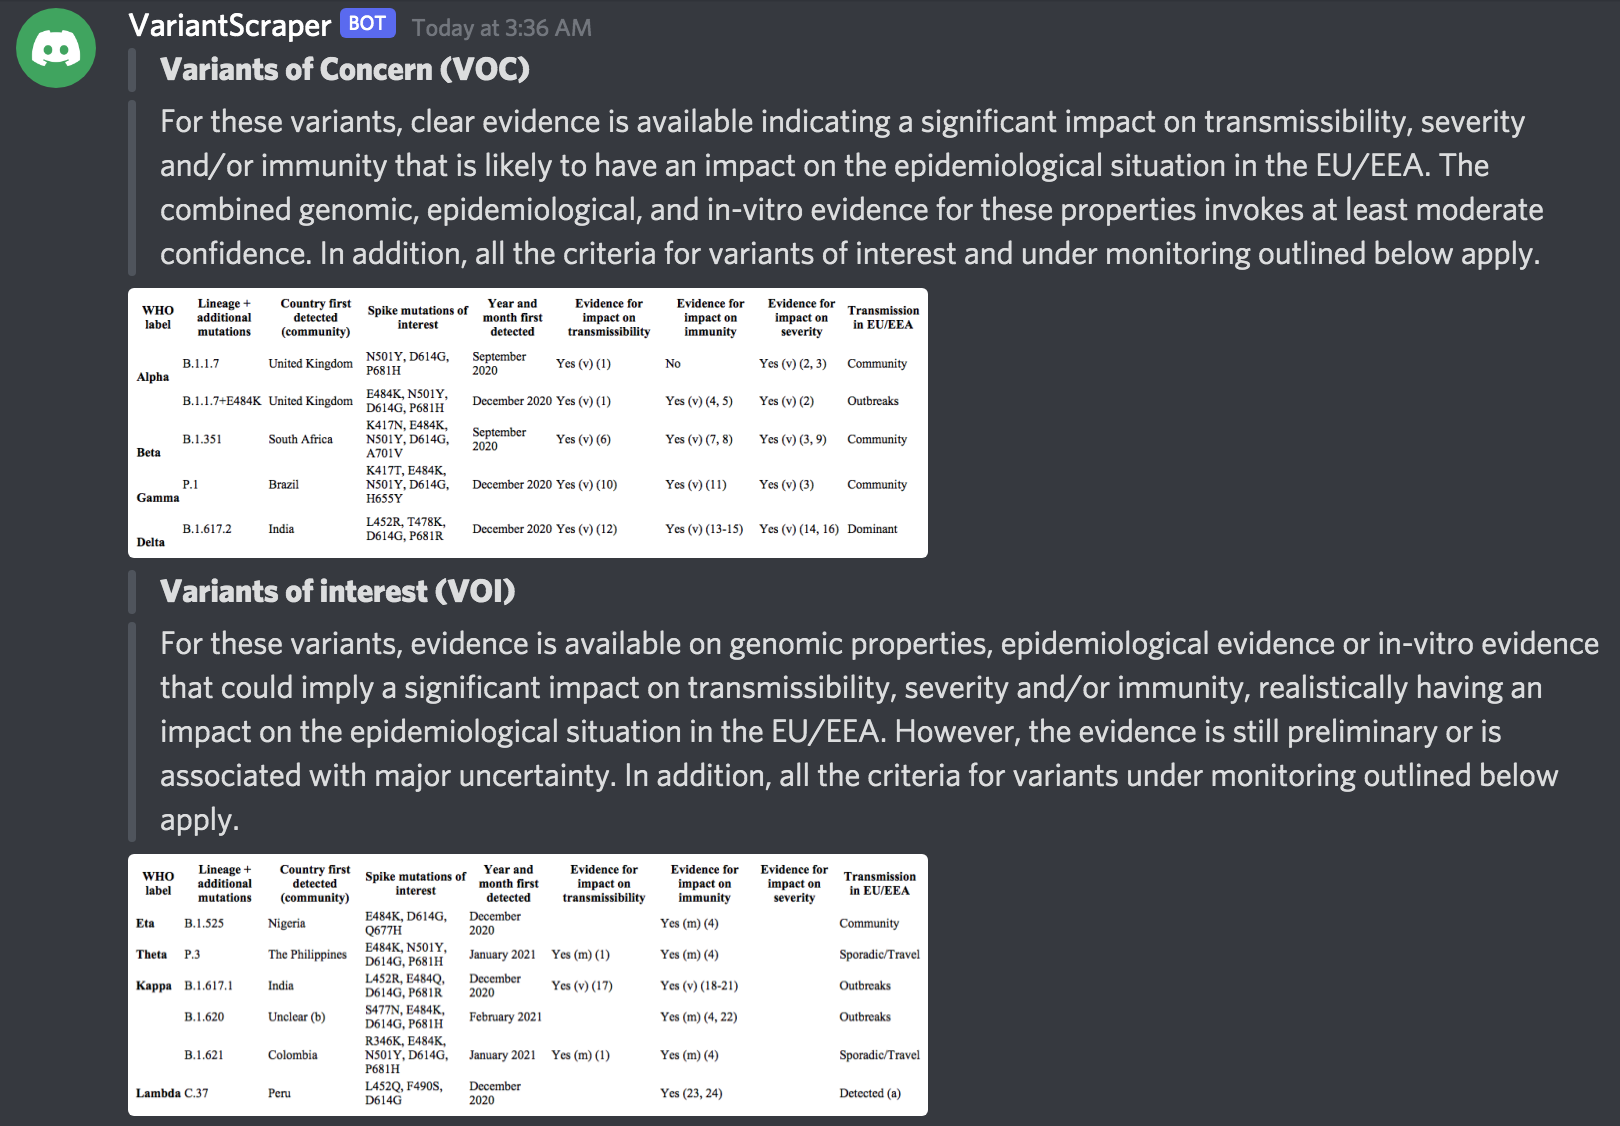 VariantScraper BOT Today at 3:36 AM
Variants of Concern (VOC)
For these variants, clear evidence is available indicating a significant impact on transmissibility, severity
and/or immunity that is likely to have an impact on the epidemiological situation in the EU/EEA. The
combined genomic, epidemiological, and in-vitro evidence for these properties invokes at least moderate
confidence. In addition, all the criteria for variants of interest and under monitoring outlined below apply.
WHO label Lineage + additional mutations Country first detected (community) Spike mutations of interest Year and month first detected Evidence for impact on transmissibility Evidence for impact on immunity Evidence for impact on severity Transmission in EU/EEA
Alpha B.1.1.7 United Kingdom N501Y, D614G, P681H September 2020 Yes (v) (1) No Yes (v) (2, 3) Community
B.1.1.7+E484K United Kingdom E484K, N501Y, D614G, P681H December 2020 Yes (v) (1) Yes (v) (4, 5) Yes (v) (2) Outbreaks
Beta B.1.351 South Africa K417N, E484K, N501Y, D614G, A701V September 2020 Yes (v) (6) Yes (v) (7, 8) Yes (v) (3, 9) Community
Gamma P.1 Brazil K417T, E484K, N501Y, D614G, H655Y December 2020 Yes (v) (10) Yes (v) (11) Yes (v) (3) Community
Delta B.1.617.2 India L452R, T478K, D614G, P681R December 2020 Yes (v) (12) Yes (v) (13-15) Yes (v) (14, 16) Dominant
Variants of interest (VOI)
For these variants, evidence is available on genomic properties, epidemiological evidence or in-vitro evidence
that could imply a significant impact on transmissibility, severity and/or immunity, realistically having an
impact on the epidemiological situation in the EU/EEA. However, the evidence is still preliminary or is
associated with major uncertainty. In addition, all the criteria for variants under monitoring outlined below
apply.
WHO label Lineage + additional mutations Country first detected (community) Spike mutations of interest Year and month first detected Evidence for impact on transmissibility Evidence for impact on immunity Evidence for impact on severity Transmission in EU/EEA
Eta B.1.525 Nigeria E484K, D614G, Q677H December 2020 Yes (m) (4) Community
Theta P.3 The Philippines E484K, N501Y, D614G, P681H January 2021 Yes (m) (1) Yes (m) (4) Sporadic/Travel
Kappa B.1.617.1 India L452R, E484Q, D614G, P681R December 2020 Yes (v) (17) Yes (v) (18-21) Outbreaks
B.1.620 Unclear (b) S477N, E484K, D614G, P681H February 2021 Yes (m) (4, 22) Outbreaks
B.1.621 Colombia R346K, E484K, N501Y, D614G, P681H January 2021 Yes (m) (1) Yes (m) (4) Sporadic/Travel
Lambda C.37 Peru L452Q, F490S, D614G December 2020 Yes (23, 24) Detected (a)